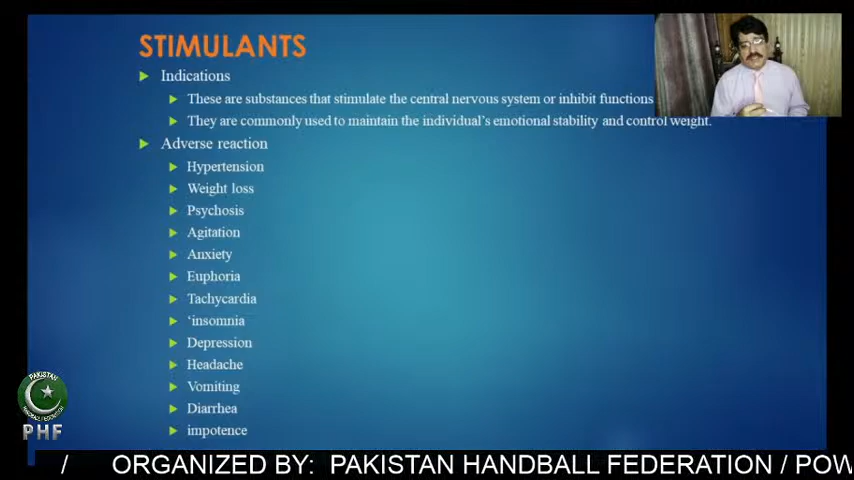 STIMULANTS
Indications
These are substances that stimulate the central nervous system or inhibit functions
They are commonly used to maintain the individual's emotional stability and control weight.
Adverse reaction
Hypertension
Weight loss
Psychosis
Agitation
Anxiety
Euphoria
Tachycardia
‘insomnia
Depression
Headache
Vomiting
Diarrhea
impotence
PAKISTAN
HANDBALL FEDERATION
PHF
/ ORGANIZED BY: PAKISTAN HANDBALL FEDERATION / POW